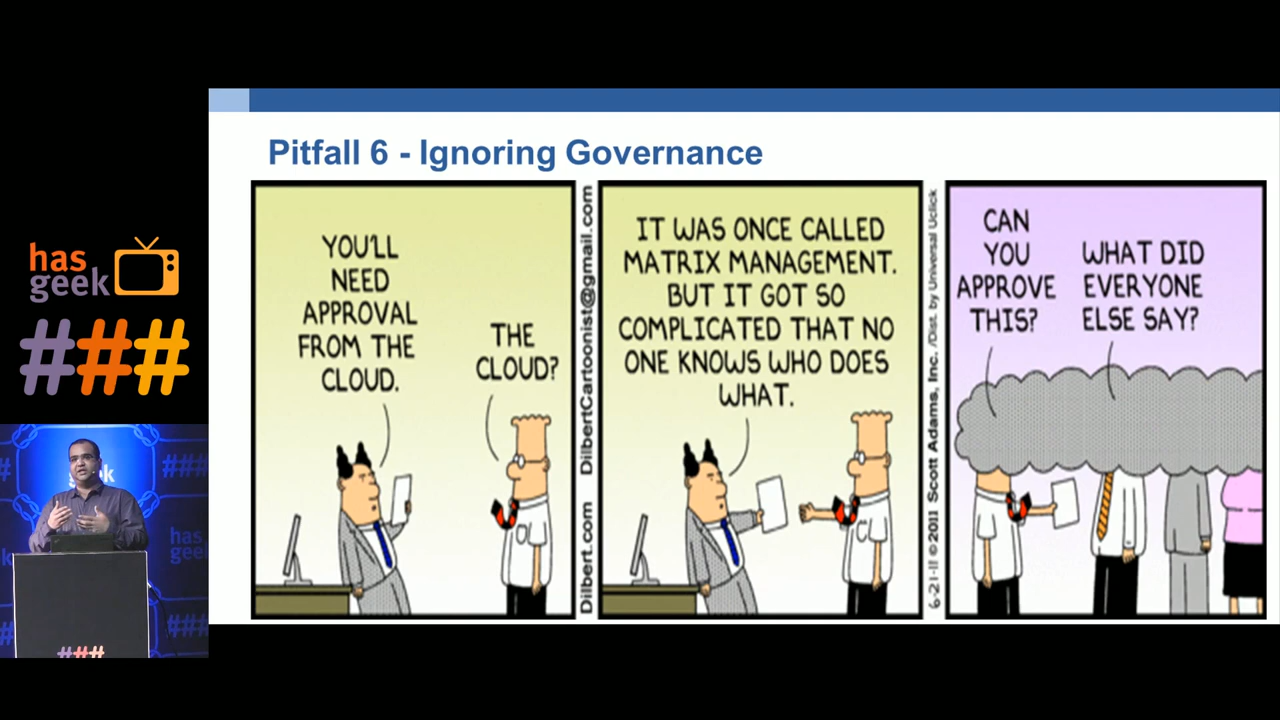 Pitfall 6 - Ignoring Governance
YOU'LL
NEED
APPROVAL
FROM THE
CLOUD.
THE
CLOUD?
Dilbert.com DilbertCartoonist@gmail.com
IT WAS ONCE CALLED
MATRIX MANAGEMENT.
BUT IT GOT SO
COMPLICATED THAT NO
ONE KNOWS WHO DOES
WHAT.
6-21-11 © 2011 Scott Adams, Inc. /Dist. by Universal Uclick
CAN
YOU
APPROVE
THIS?
WHAT DID
EVERYONE
ELSE SAY?
has
geek
###
geek
###
has
geek
###
###